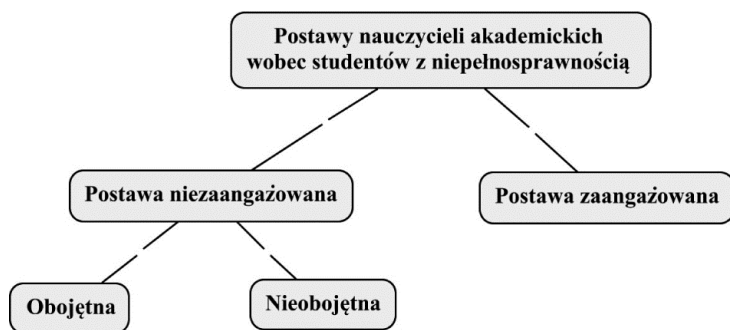 Postawy nauczycieli akademickich
wobec studentów z niepełnosprawnością
Postawa niezaangażowana
Postawa zaangażowana
Obojętna
Nieobojętna